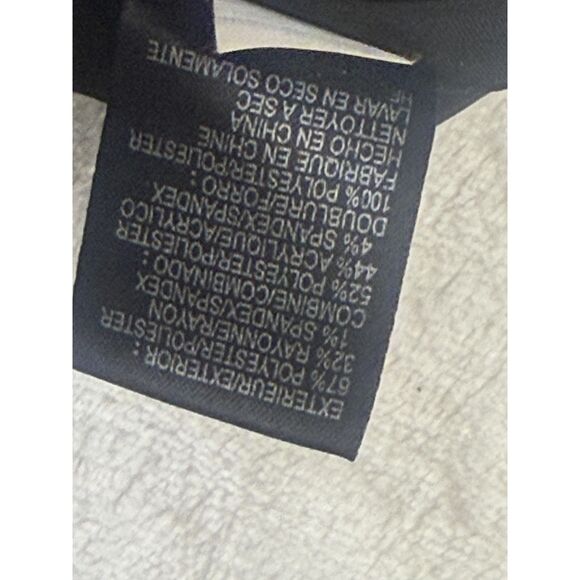 EXTERIEUR/EXTERIOR :
67% POLYESTER/POLIESTER
32% RAYONNE/RAYON
1% SPANDEX/SPANDEX
COMBINE/COMBINADO :
52% POLYESTER/POLIESTER
44% ACRYLIQUE/ACRYLICO
4% SPANDEX/SPANDEX
DOUBLURE/FORRO :
100% POLYESTER/POLIESTER
FABRIQUE EN CHINE
HECHO EN CHINA
NETTOYER A SEC
LAVAR EN SECO SOLAMENTE
HF